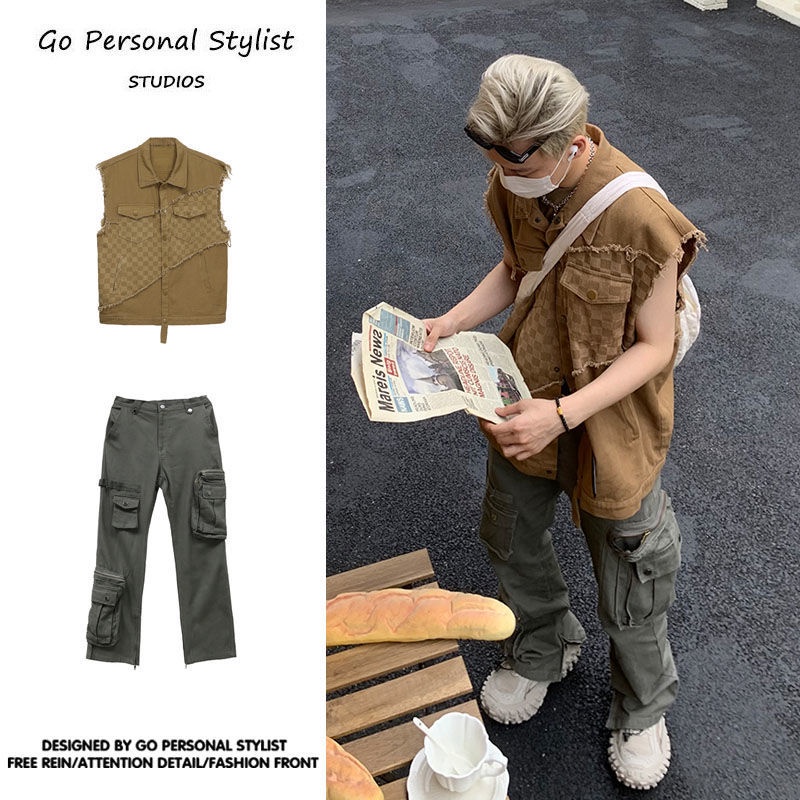 Go Personal Stylist
STUDIOS
Mareis Newe
DESIGNED BY GO PERSONAL STYLIST
FREE REIN/ATTENTION DETAIL/FASHION FRONT